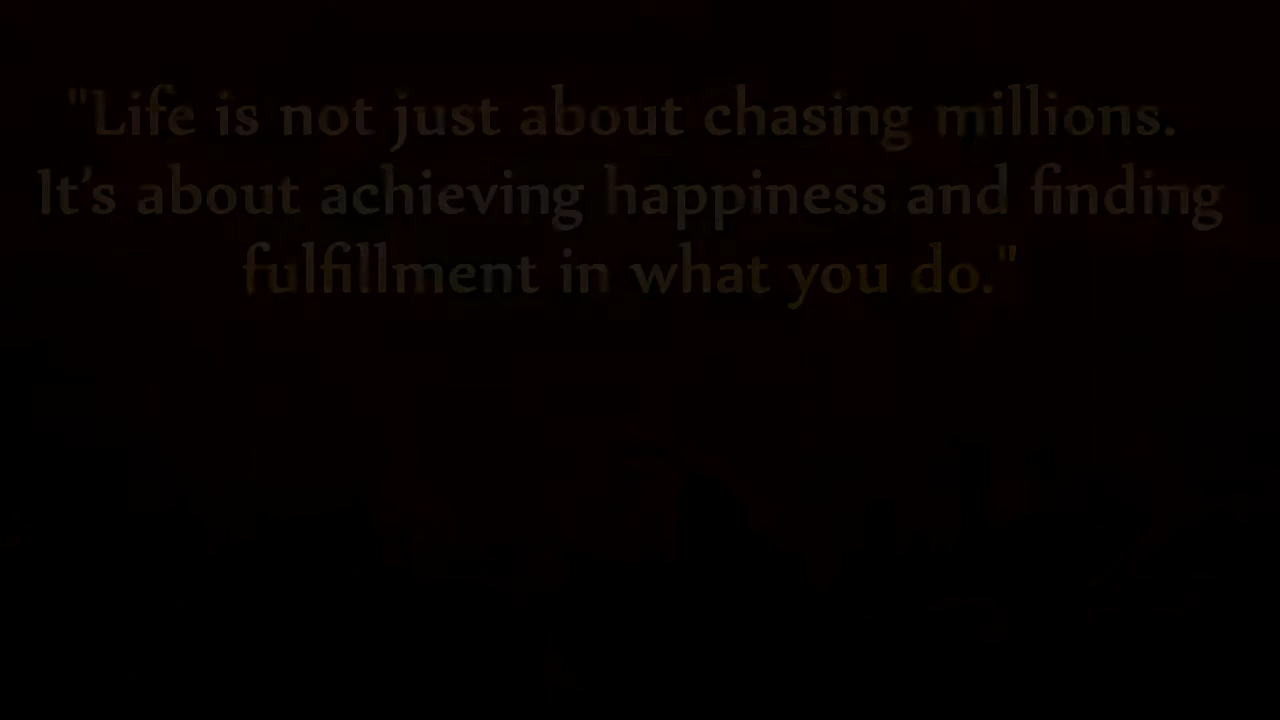 "Life is not just about chasing millions.
It's about achieving happiness and finding
fulfillment in what you do."